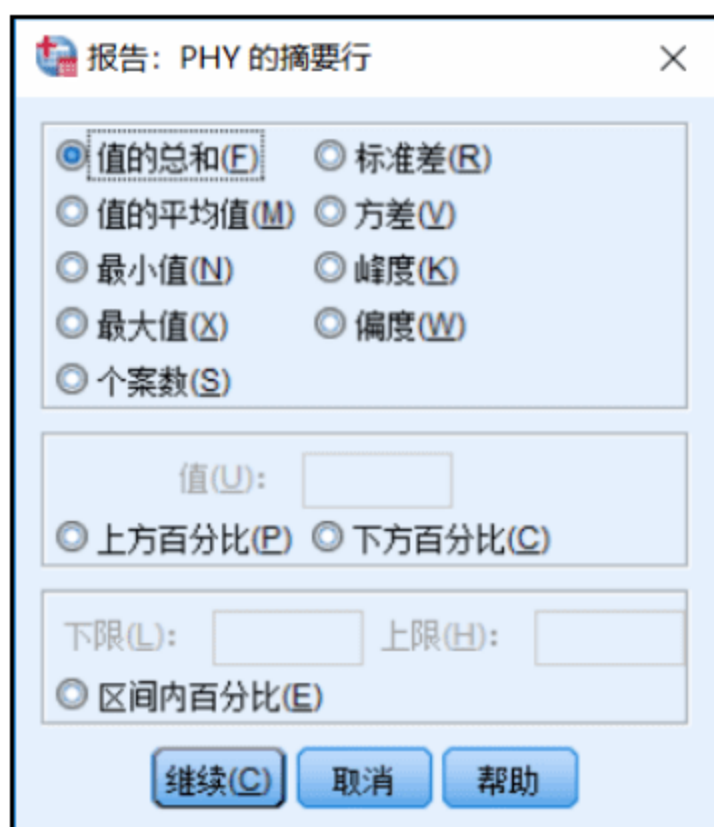 报告：PHY 的摘要行
值的总和(F) 标准差(R)
值的平均值(M) 方差(V)
最小值(N) 峰度(K)
最大值(X) 偏度(W)
个案数(S)
值(U)：
上方百分比(P) 下方百分比(C)
下限(L)： 上限(H)：
区间内百分比(E)
继续(C) 取消 帮助